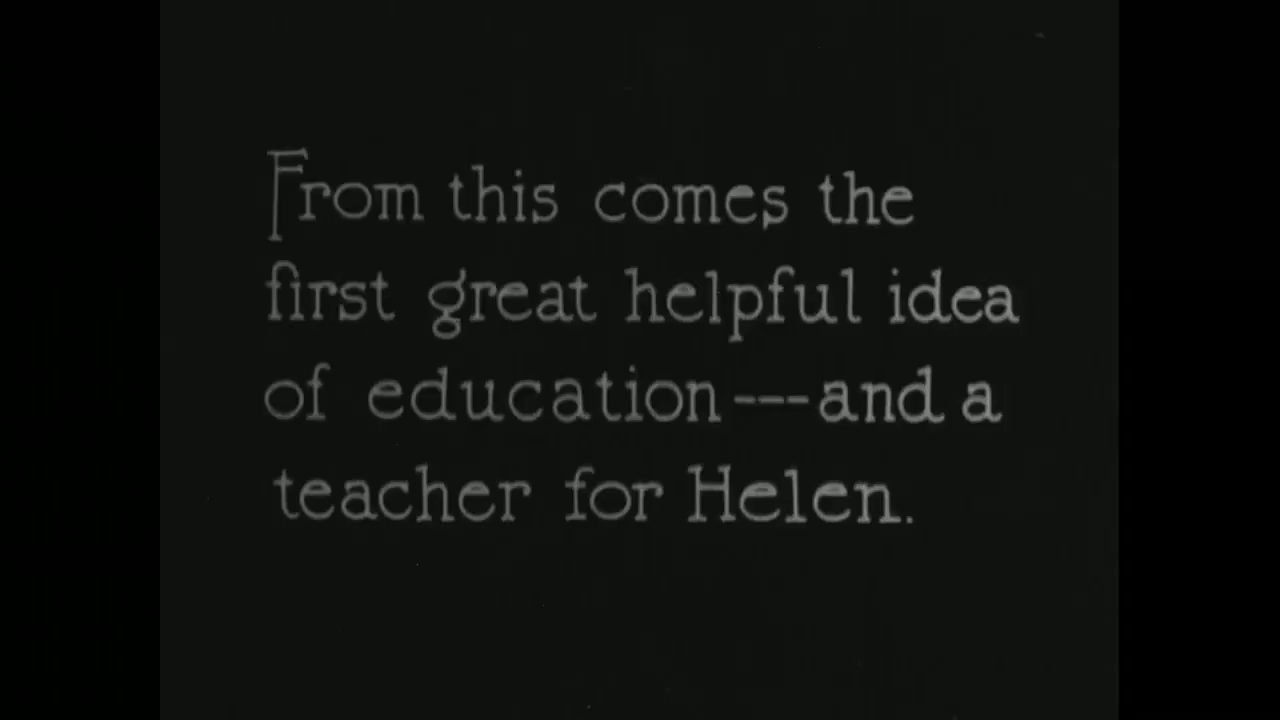 From this comes the
first great helpful idea
of education---and a
teacher for Helen.